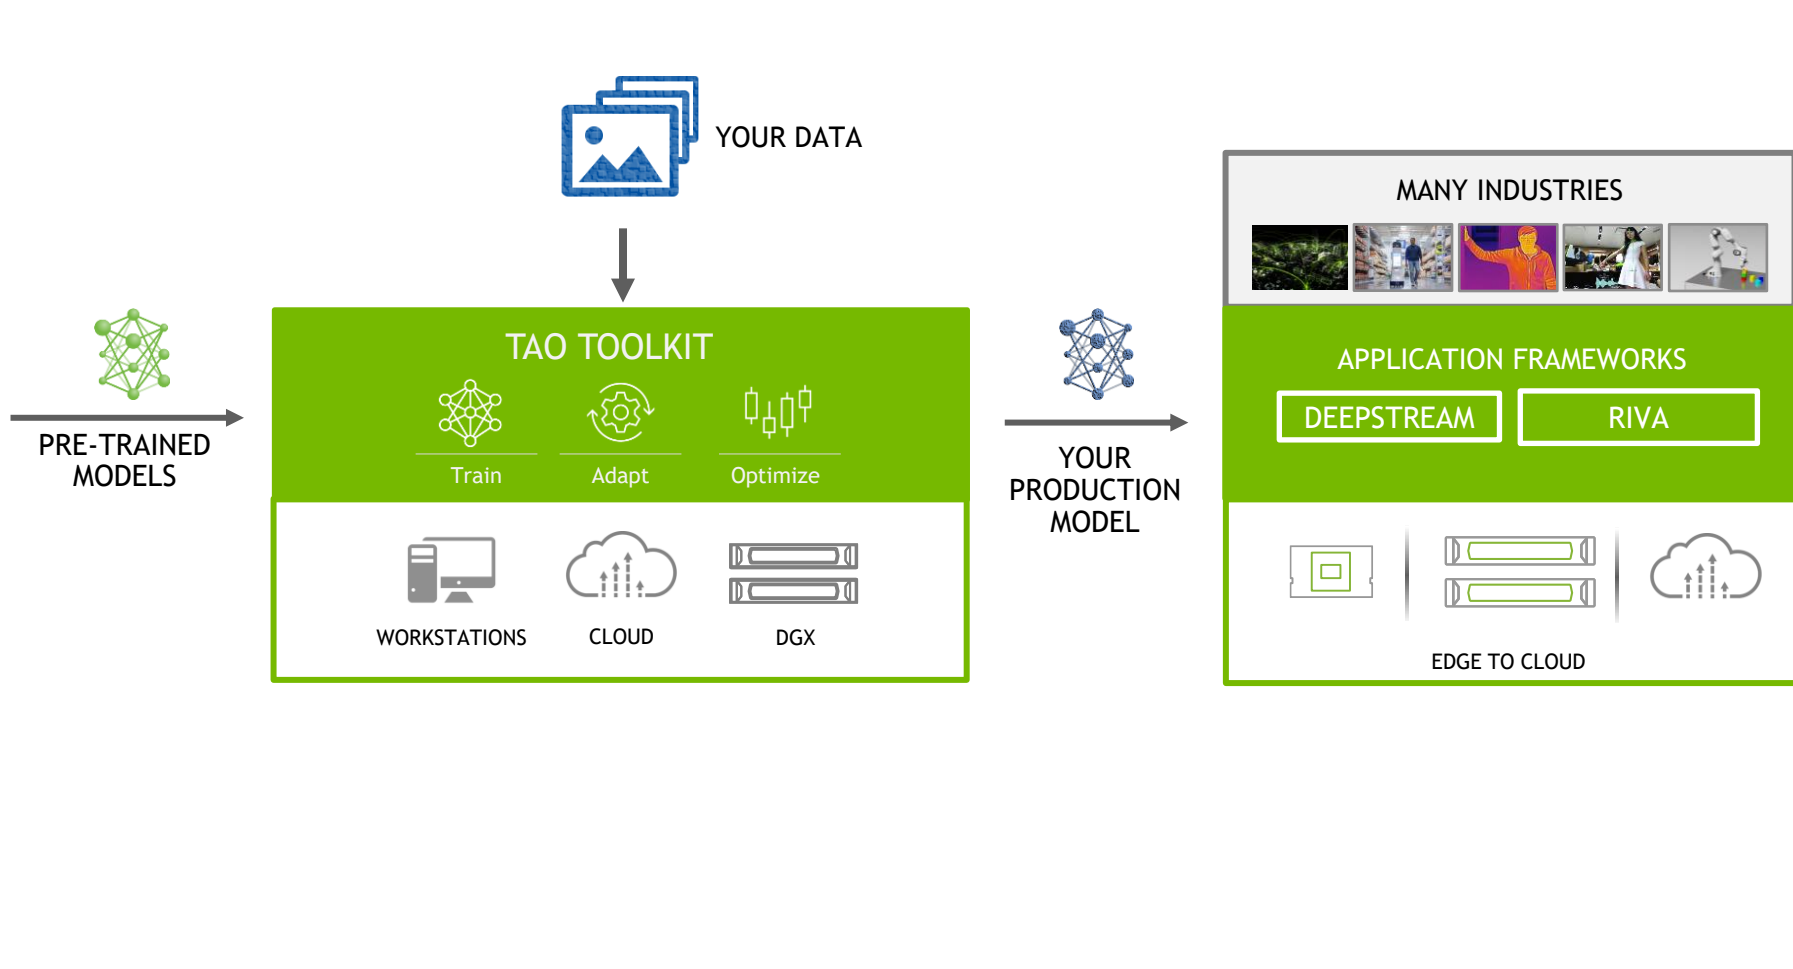 YOUR DATA
PRE-TRAINED
MODELS
TAO TOOLKIT
Train
Adapt
Optimize
WORKSTATIONS
CLOUD
DGX
YOUR
PRODUCTION
MODEL
MANY INDUSTRIES
APPLICATION FRAMEWORKS
DEEPSTREAM
RIVA
EDGE TO CLOUD